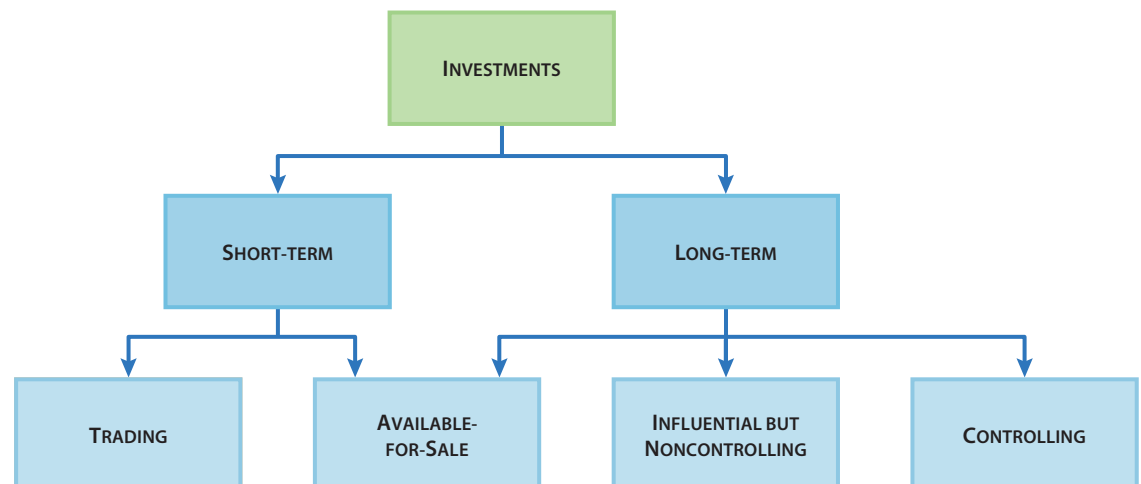 INVESTMENTS
SHORT-TERM
LONG-TERM
TRADING
AVAILABLE-
FOR-SALE
INFLUENTIAL BUT
NONCONTROLLING
CONTROLLING